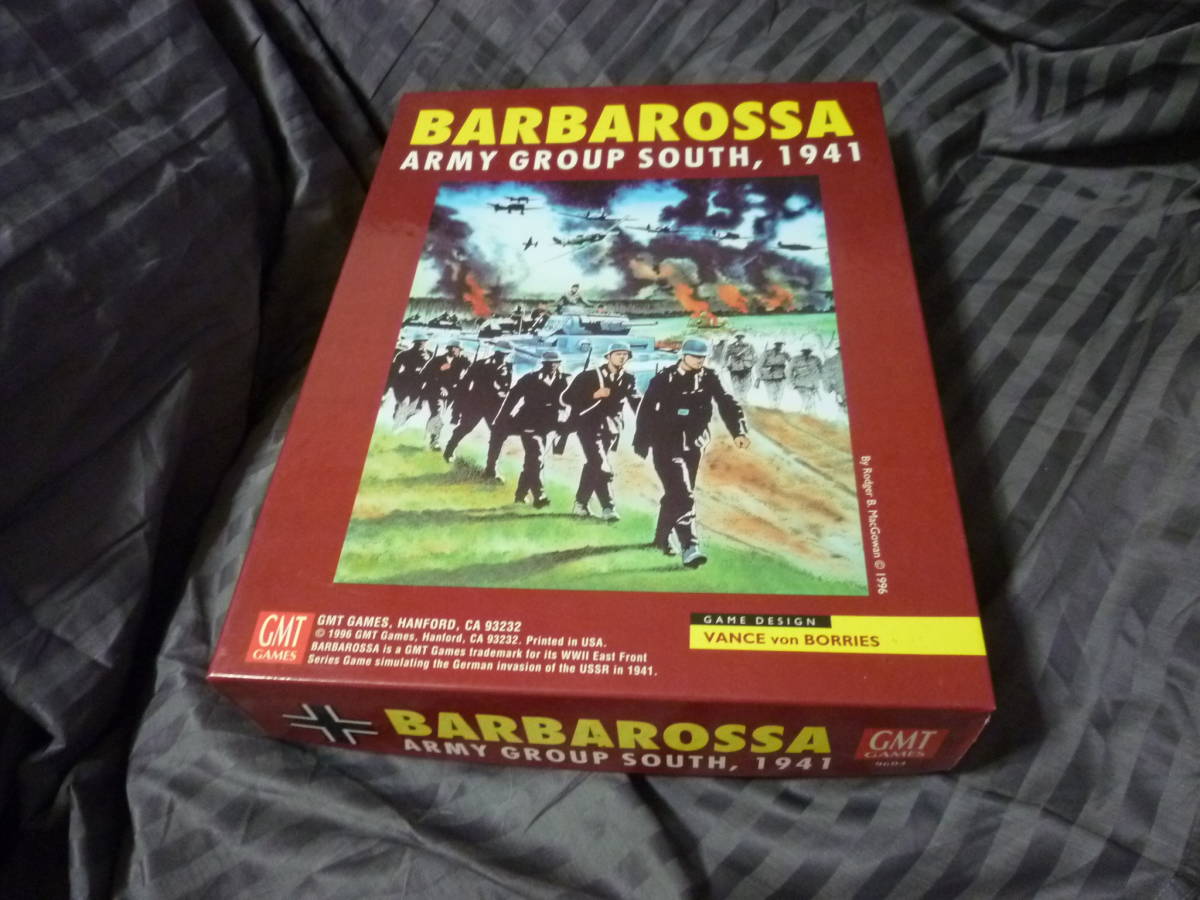 BARBAROSSA
ARMY GROUP SOUTH, 1941
By Rodger B. MacGowan © 1996
GMT
GAMES
GMT GAMES, HANFORD, CA 93232
© 1996 GMT Games, Hanford, CA 93232. Printed in USA.
BARBAROSSA is a GMT Games trademark for its WWII East Front
Series Game simulating the German invasion of the USSR in 1941.
GAME DESIGN
VANCE von BORRIES
BARBAROSSA
ARMY GROUP SOUTH, 1941
GMT
GAMES
9604